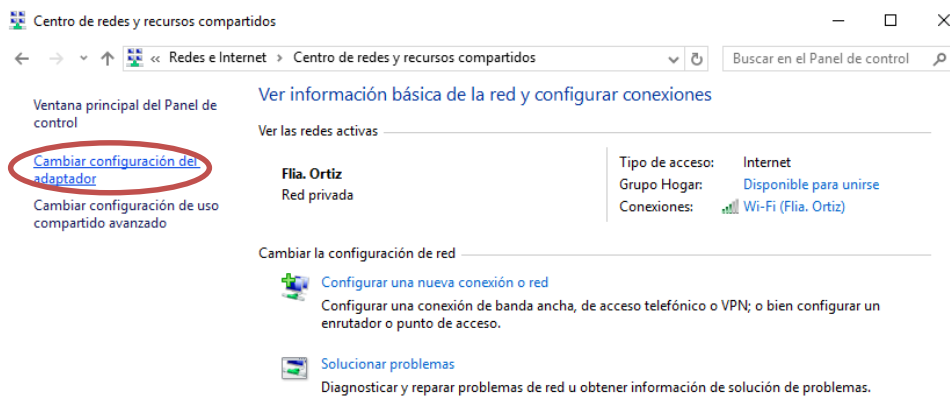 Centro de redes y recursos compartidos
« Redes e Internet > Centro de redes y recursos compartidos
Buscar en el Panel de control
Ventana principal del Panel de
control
Cambiar configuración del
adaptador
Cambiar configuración de uso
compartido avanzado
Ver información básica de la red y configurar conexiones
Ver las redes activas
Flia. Ortiz
Red privada
Tipo de acceso: Internet
Grupo Hogar: Disponible para unirse
Conexiones: Wi-Fi (Flia. Ortiz)
Cambiar la configuración de red
Configurar una nueva conexión o red
Configurar una conexión de banda ancha, de acceso telefónico o VPN; o bien configurar un
enrutador o punto de acceso.
Solucionar problemas
Diagnosticar y reparar problemas de red u obtener información de solución de problemas.